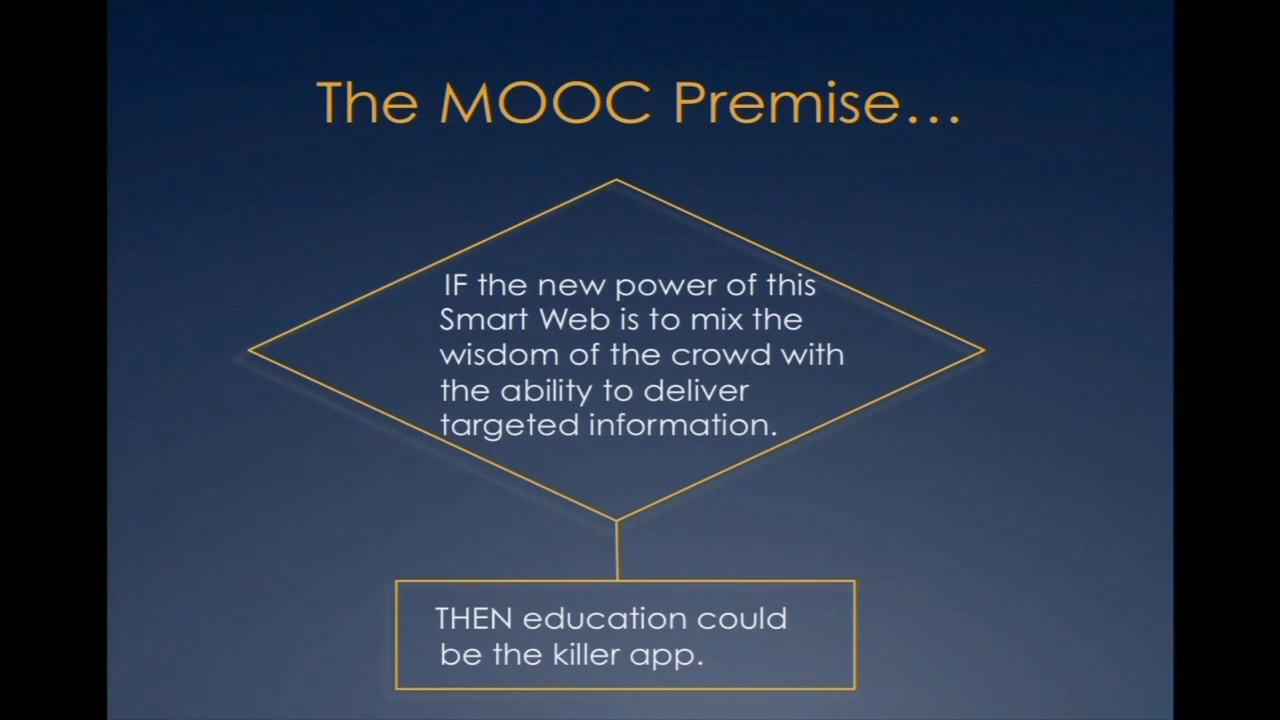 The MOOC Premise...
IF the new power of this
Smart Web is to mix the
wisdom of the crowd with
the ability to deliver
targeted information.
THEN education could
be the killer app.